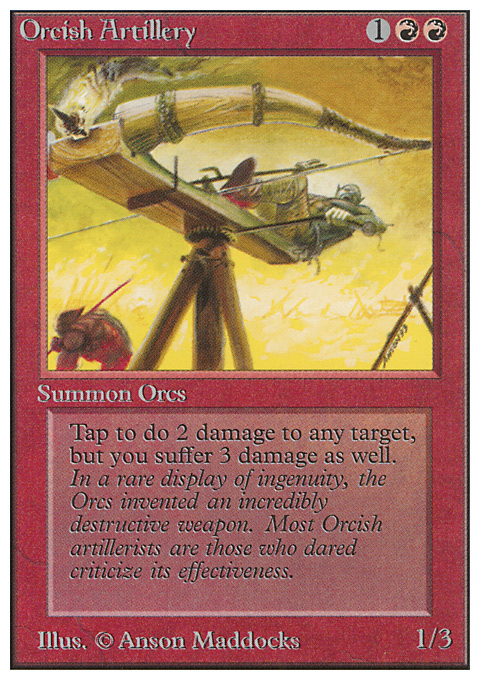 Orcish Artillery 1
Summon Orcs
Tap to do 2 damage to any target,
but you suffer 3 damage as well.
In a rare display of ingenuity, the
Orcs invented an incredibly
destructive weapon. Most Orcish
artillerists are those who dared
criticize its effectiveness.
Illus. © Anson Maddocks 1/3